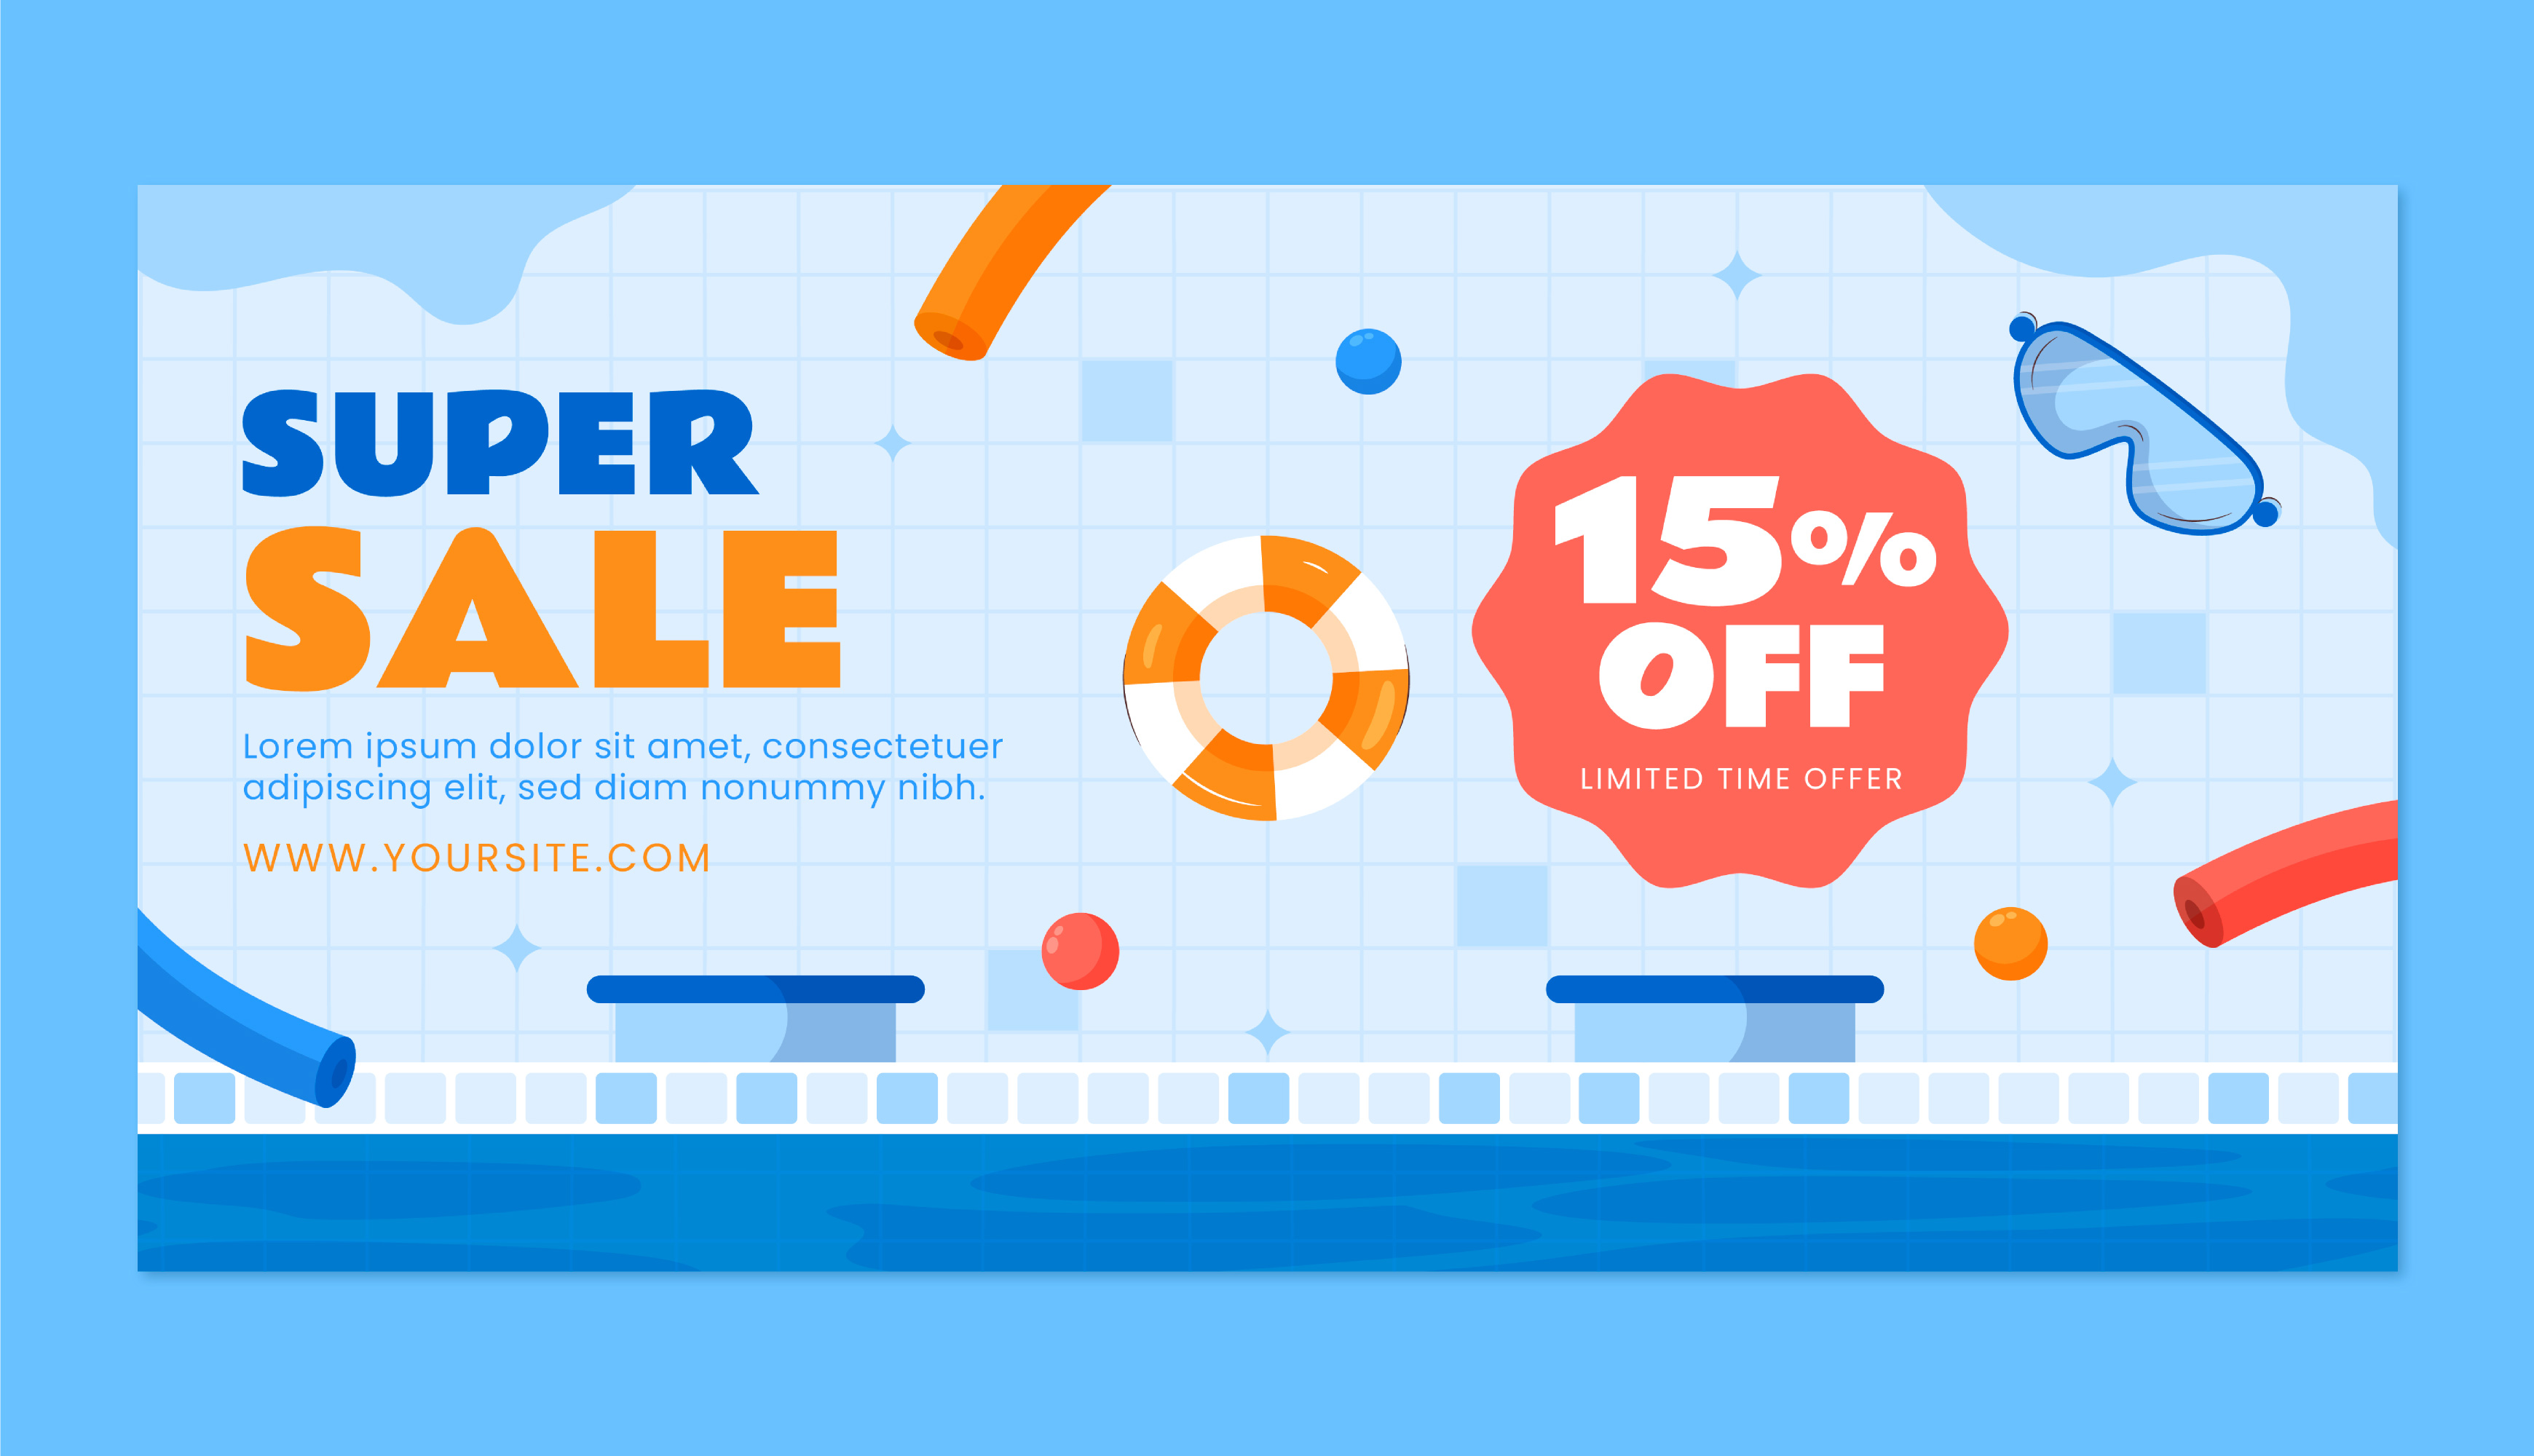 SUPER
SALE
Lorem ipsum dolor sit amet, consectetuer
adipiscing elit, sed diam nonummy nibh.
WWW.YOURSITE.COM
15%
OFF
LIMITED TIME OFFER